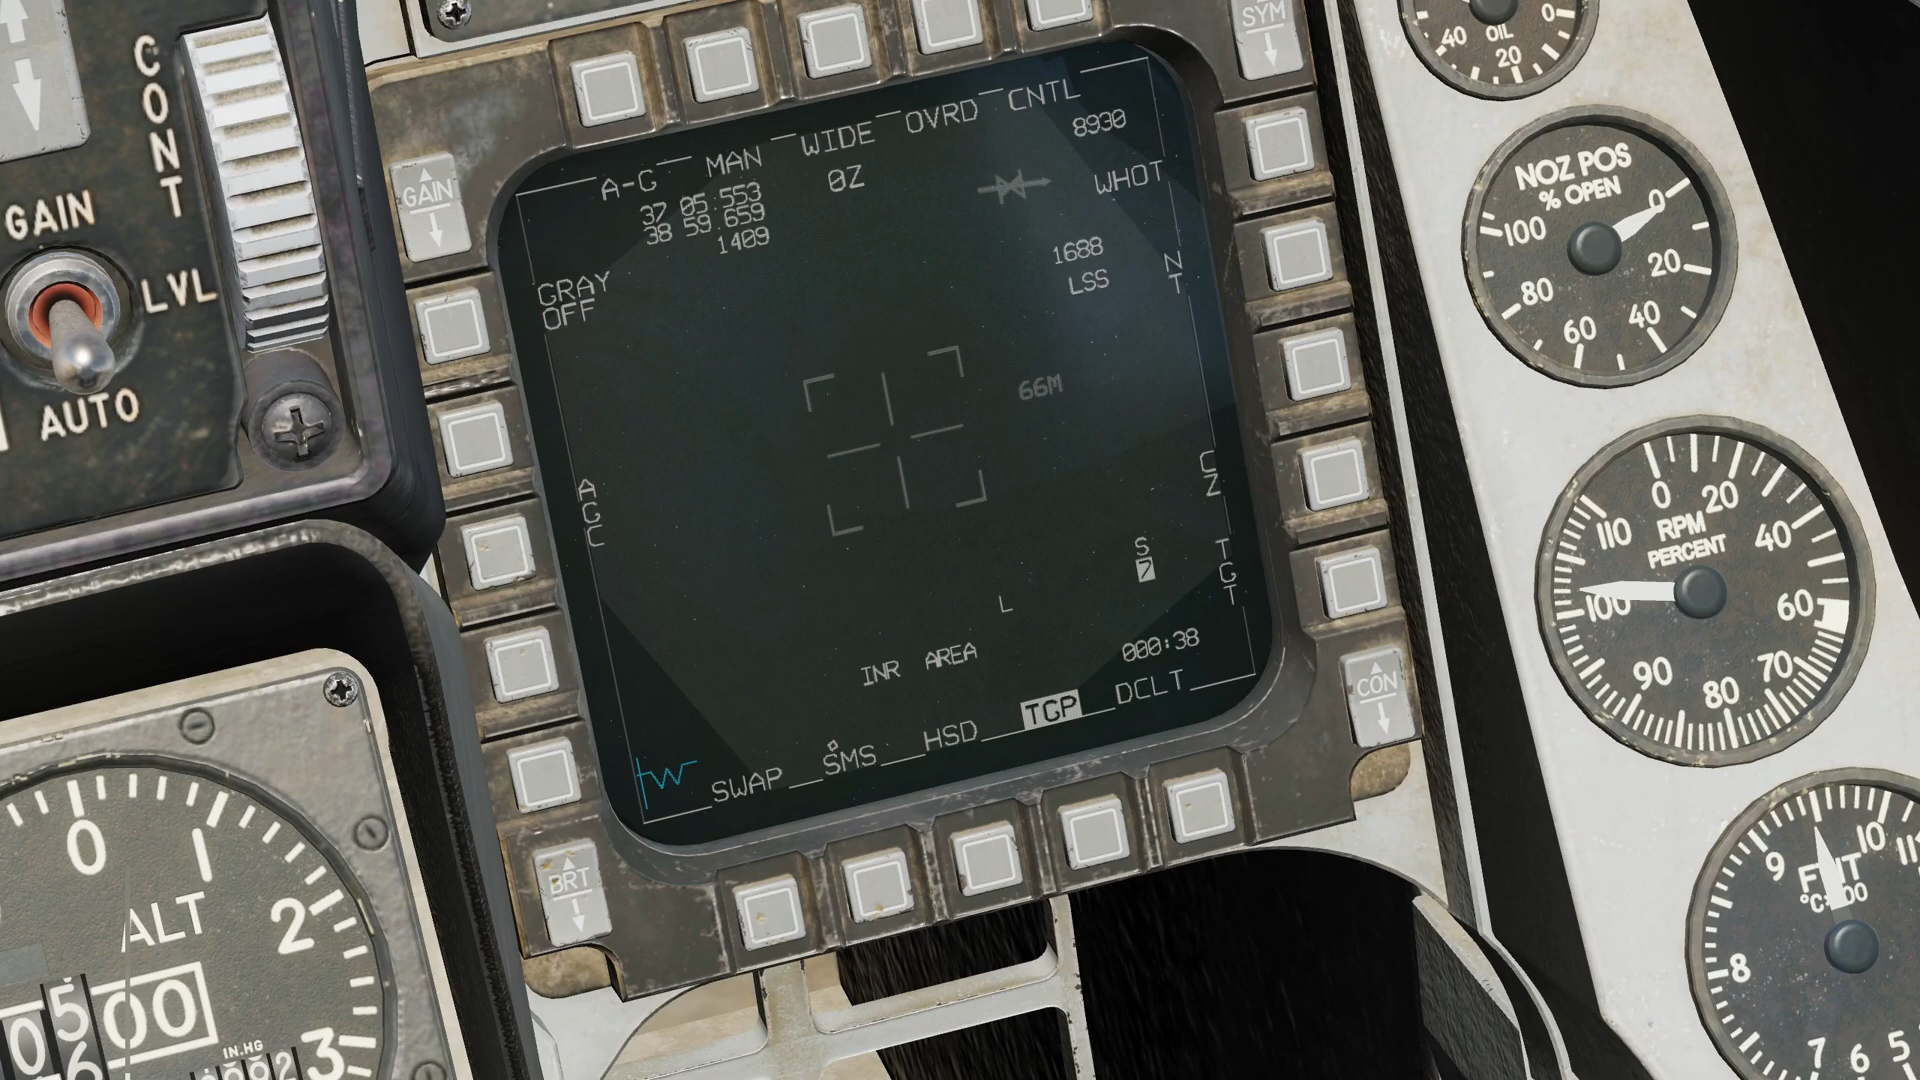 CONT
GAIN
LVL
AUTO
GAIN
SYM
A-G
MAN
WIDE
OVRD
CNTL
8930
37 05.553
38 59.659
1409
0Z
WHOT
GRAY
OFF
1688
LSS
NT
66M
AGC
CZ
TGT
S
7
L
INR AREA
000:38
SWAP
SMS
HSD
TGP
DCLT
BRT
CON
40
OIL
20
0
NOZ POS
% OPEN
0
20
40
60
80
100
RPM
PERCENT
0
20
40
60
70
80
90
100
110
9
10
11
8
7
6
5
0
1
2
3
ALT
00
IN.HG